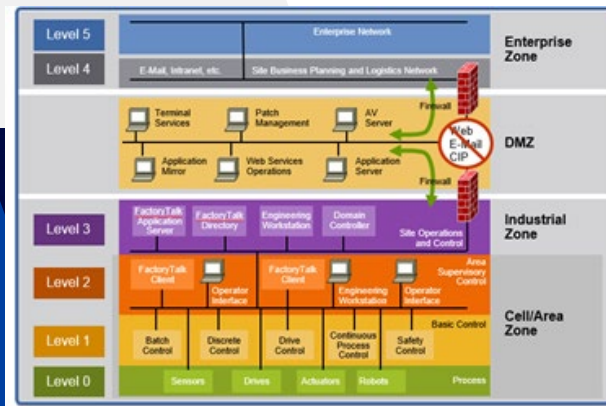 Level 5
Enterprise Network
Enterprise
Zone
Level 4
E-Mail, Intranet, etc.
Site Business Planning and Logistics Network
Firewall
Terminal
Services
Patch
Management
AV
Server
Web
E-Mail
CIP
DMZ
Application
Mirror
Web Services
Operations
Application
Server
Firewall
Level 3
FactoryTalk
Application
Server
FactoryTalk
Directory
Engineering
Workstation
Domain
Controller
Site Operations
and Control
Industrial
Zone
Level 2
FactoryTalk
Client
Operator
Interface
FactoryTalk
Client
Engineering
Workstation
Operator
Interface
Area
Supervisory
Control
Cell/Area
Zone
Level 1
Basic Control
Batch
Control
Discrete
Control
Drive
Control
Continuous
Process
Control
Safety
Control
Level 0
Sensors
Drives
Actuators
Robots
Process